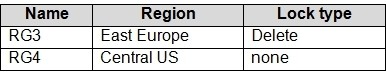 Name Region Lock type
RG3 East Europe Delete
RG4 Central US none